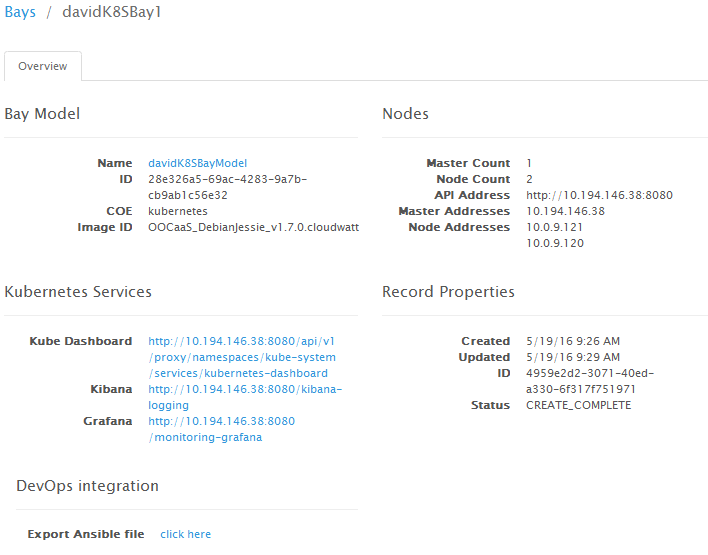 Bays / davidK8SBay1
Overview
Bay Model
Name davidK8SBayModel
ID 28e326a5-69ac-4283-9a7b-
cb9ab1c56e32
COE kubernetes
Image ID OOCaaS_DebianJessie_v1.7.0.cloudwatt
Nodes
Master Count 1
Node Count 2
API Address http://10.194.146.38:8080
Master Addresses 10.194.146.38
Node Addresses 10.0.9.121
10.0.9.120
Kubernetes Services
Kube Dashboard http://10.194.146.38:8080/api/v1
/proxy/namespaces/kube-system
/services/kubernetes-dashboard
Kibana http://10.194.146.38:8080/kibana-
logging
Grafana http://10.194.146.38:8080
/monitoring-grafana
Record Properties
Created 5/19/16 9:26 AM
Updated 5/19/16 9:29 AM
ID 4959e2d2-3071-40ed-
a330-6f317f751971
Status CREATE_COMPLETE
DevOps integration
Export Ansible file click here